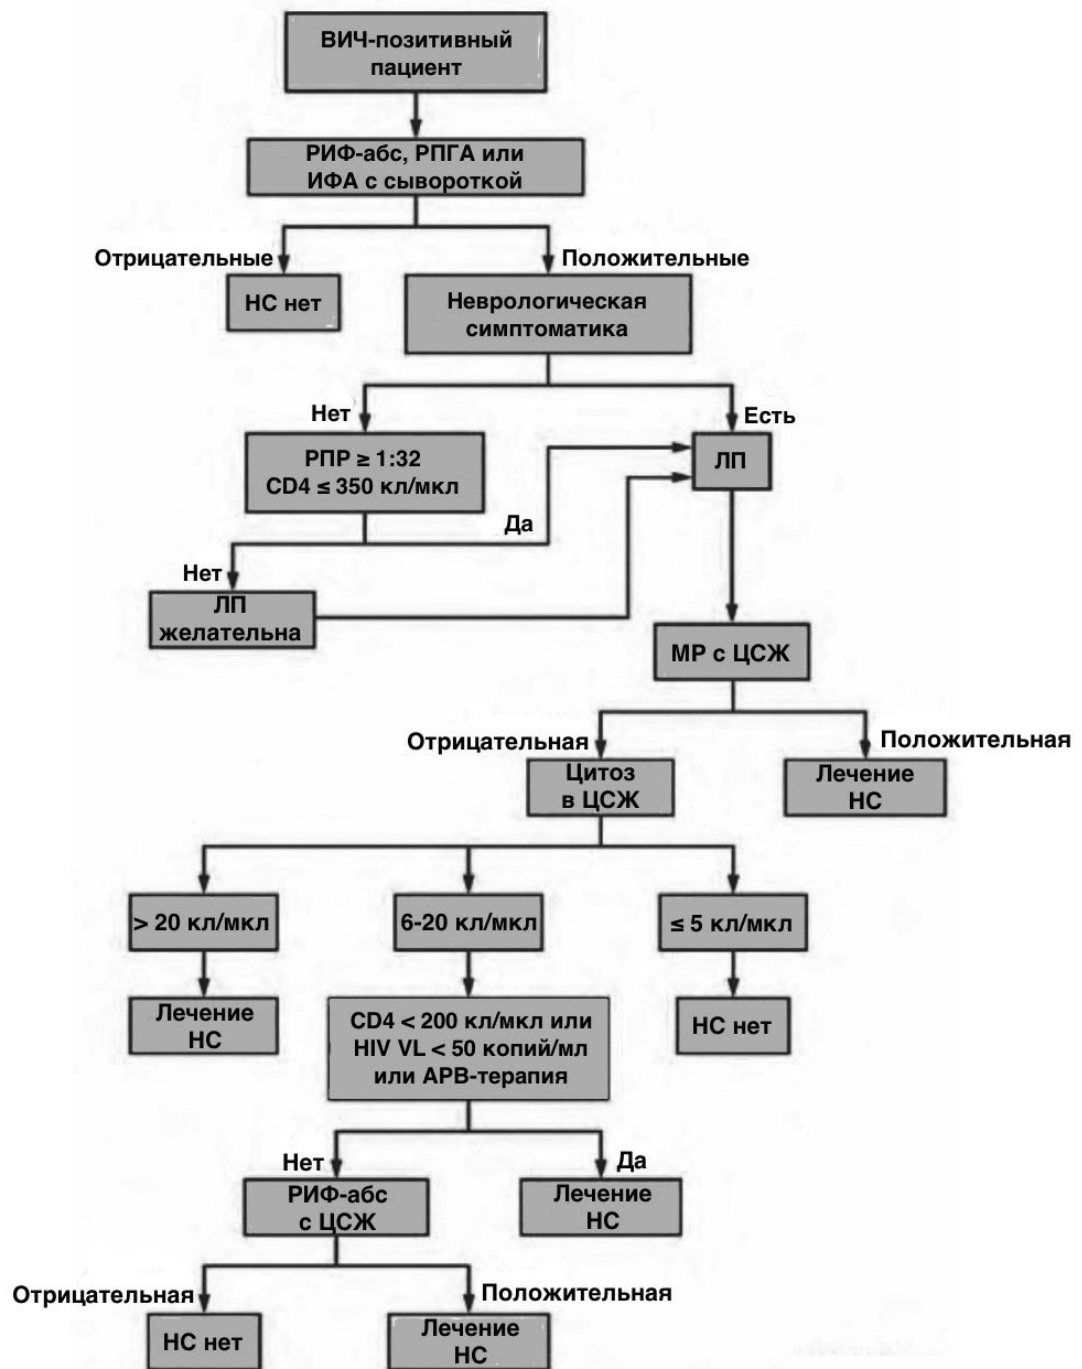 ВИЧ-позитивный
пациент
РИФ-абс, РПГА или
ИФА с сывороткой
Отрицательные
Положительные
НС нет
Неврологическая
симптоматика
Нет
Есть
РПР ≥ 1:32
CD4 ≤ 350 кл/мкл
ЛП
Да
Нет
ЛП
желательна
МР с ЦСЖ
Отрицательная
Положительная
Цитоз
в ЦСЖ
Лечение
НС
> 20 кл/мкл
6-20 кл/мкл
≤ 5 кл/мкл
Лечение
НС
CD4 < 200 кл/мкл или
HIV VL < 50 копий/мл
или АРВ-терапия
НС нет
Нет
Да
РИФ-абс
с ЦСЖ
Лечение
НС
Отрицательная
Положительная
НС нет
Лечение
НС